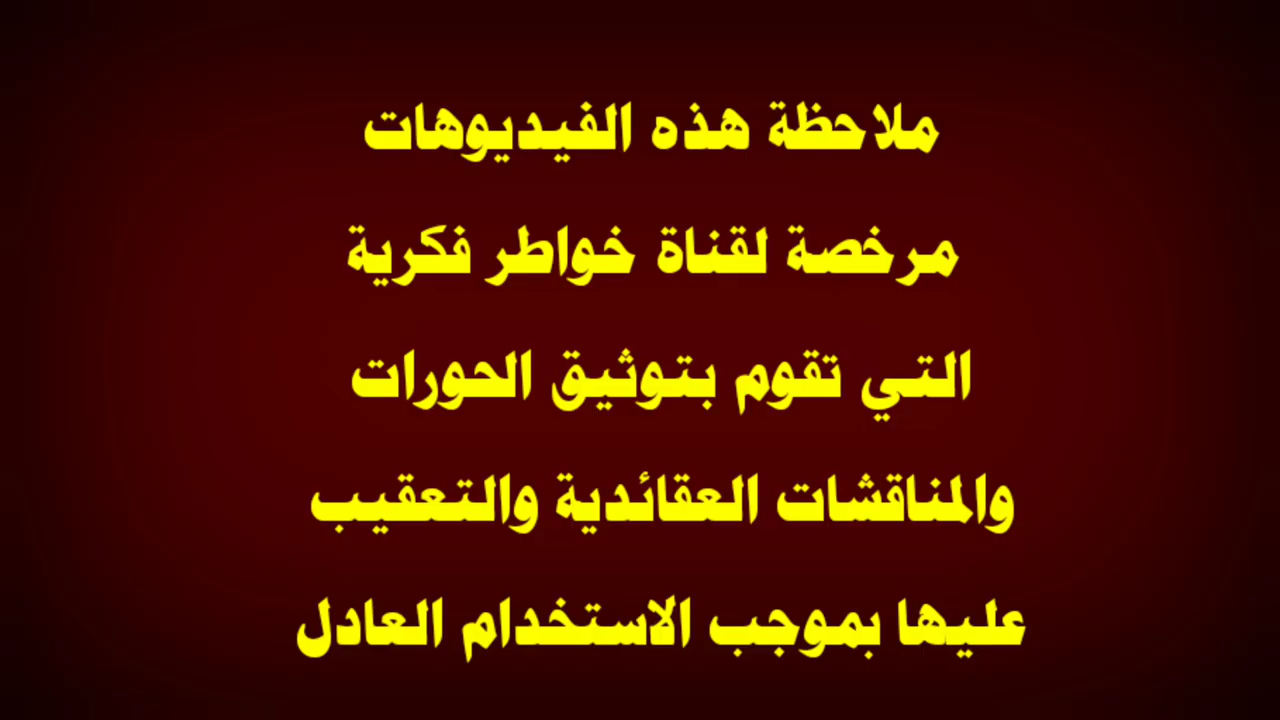 ملاحظة هذه الفيديوهات
مرخصة لقناة خواطر فكرية
التي تقوم بتوثيق الحورات
والمناقشات العقائدية والتعقيب
عليها بموجب الاستخدام العادل